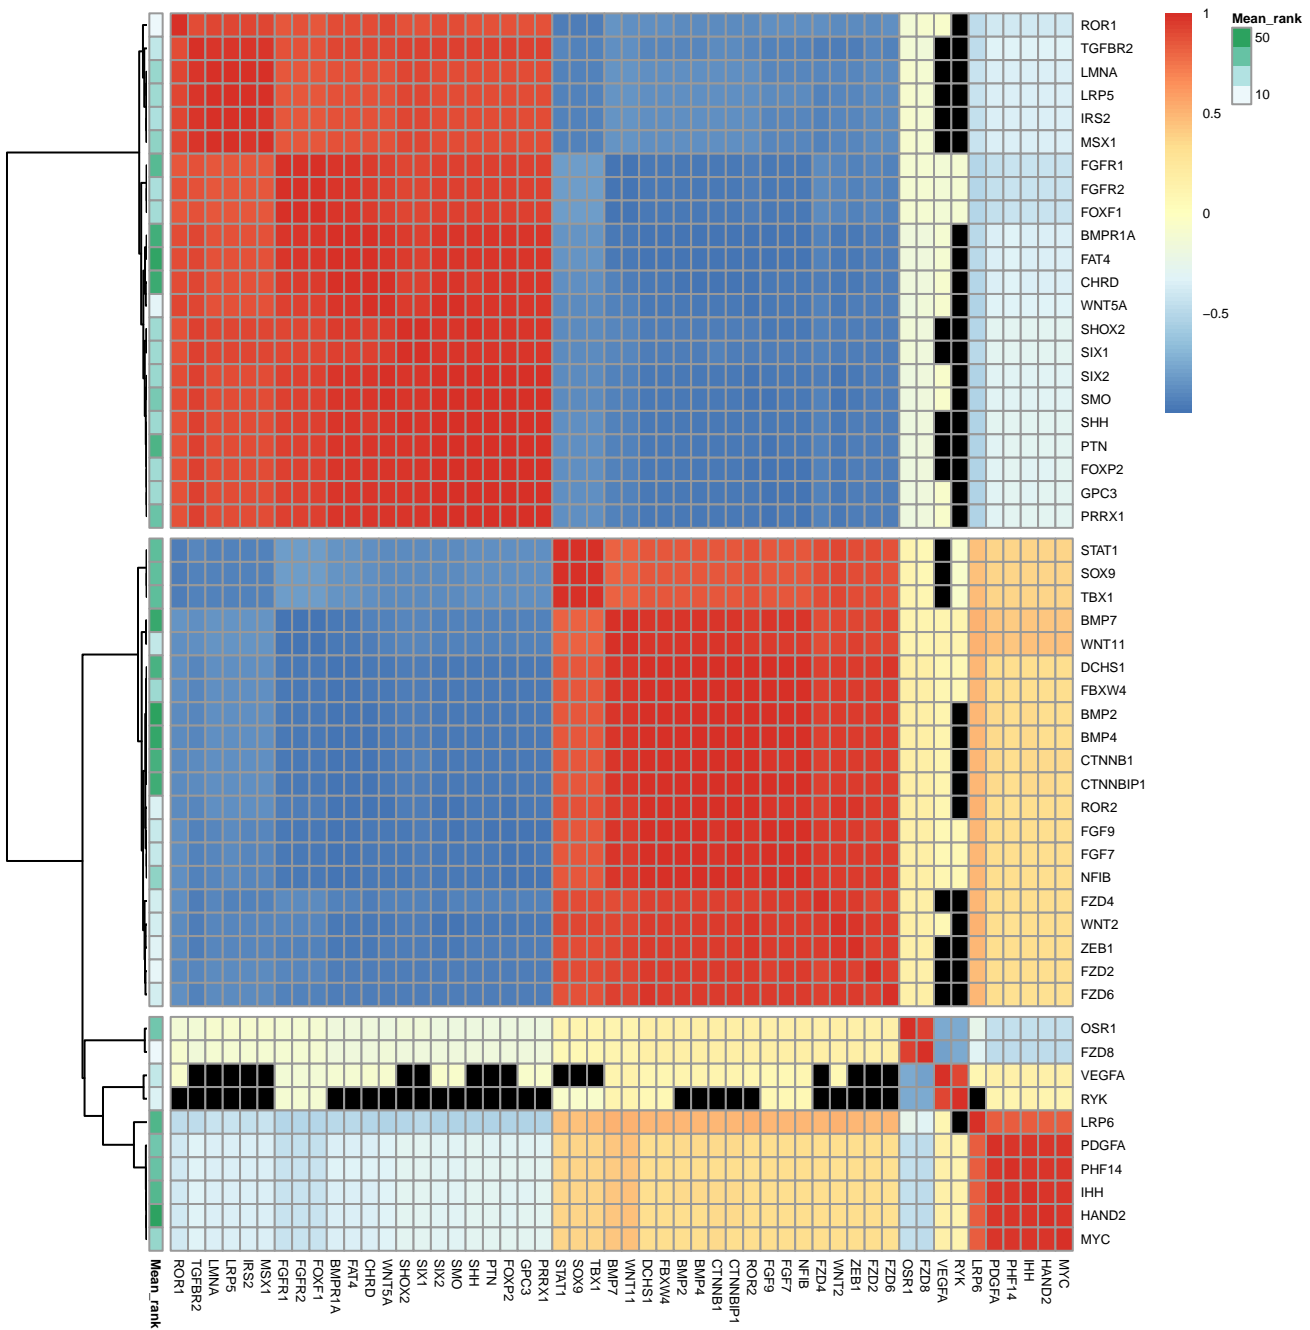 1
0.5
0
−0.5
Mean_rank
50
10
ROR1
TGFBR2
LMNA
LRP5
IRS2
MSX1
FGFR1
FGFR2
FOXF1
BMPR1A
FAT4
CHRD
WNT5A
SHOX2
SIX1
SIX2
SMO
SHH
PTN
FOXP2
GPC3
PRRX1
STAT1
SOX9
TBX1
BMP7
WNT11
DCHS1
FBXW4
BMP2
BMP4
CTNNB1
CTNNBIP1
ROR2
FGF9
FGF7
NFIB
FZD4
WNT2
ZEB1
FZD2
FZD6
OSR1
FZD8
VEGFA
RYK
LRP6
PDGFA
PHF14
IHH
HAND2
MYC
Mean_rank
ROR1
TGFBR2
LMNA
LRP5
IRS2
MSX1
FGFR1
FGFR2
FOXF1
BMPR1A
FAT4
CHRD
WNT5A
SHOX2
SIX1
SIX2
SMO
SHH
PTN
FOXP2
GPC3
PRRX1
STAT1
SOX9
TBX1
BMP7
WNT11
DCHS1
FBXW4
BMP2
BMP4
CTNNB1
CTNNBIP1
ROR2
FGF9
FGF7
NFIB
FZD4
WNT2
ZEB1
FZD2
FZD6
OSR1
FZD8
VEGFA
RYK
LRP6
PDGFA
PHF14
IHH
HAND2
MYC